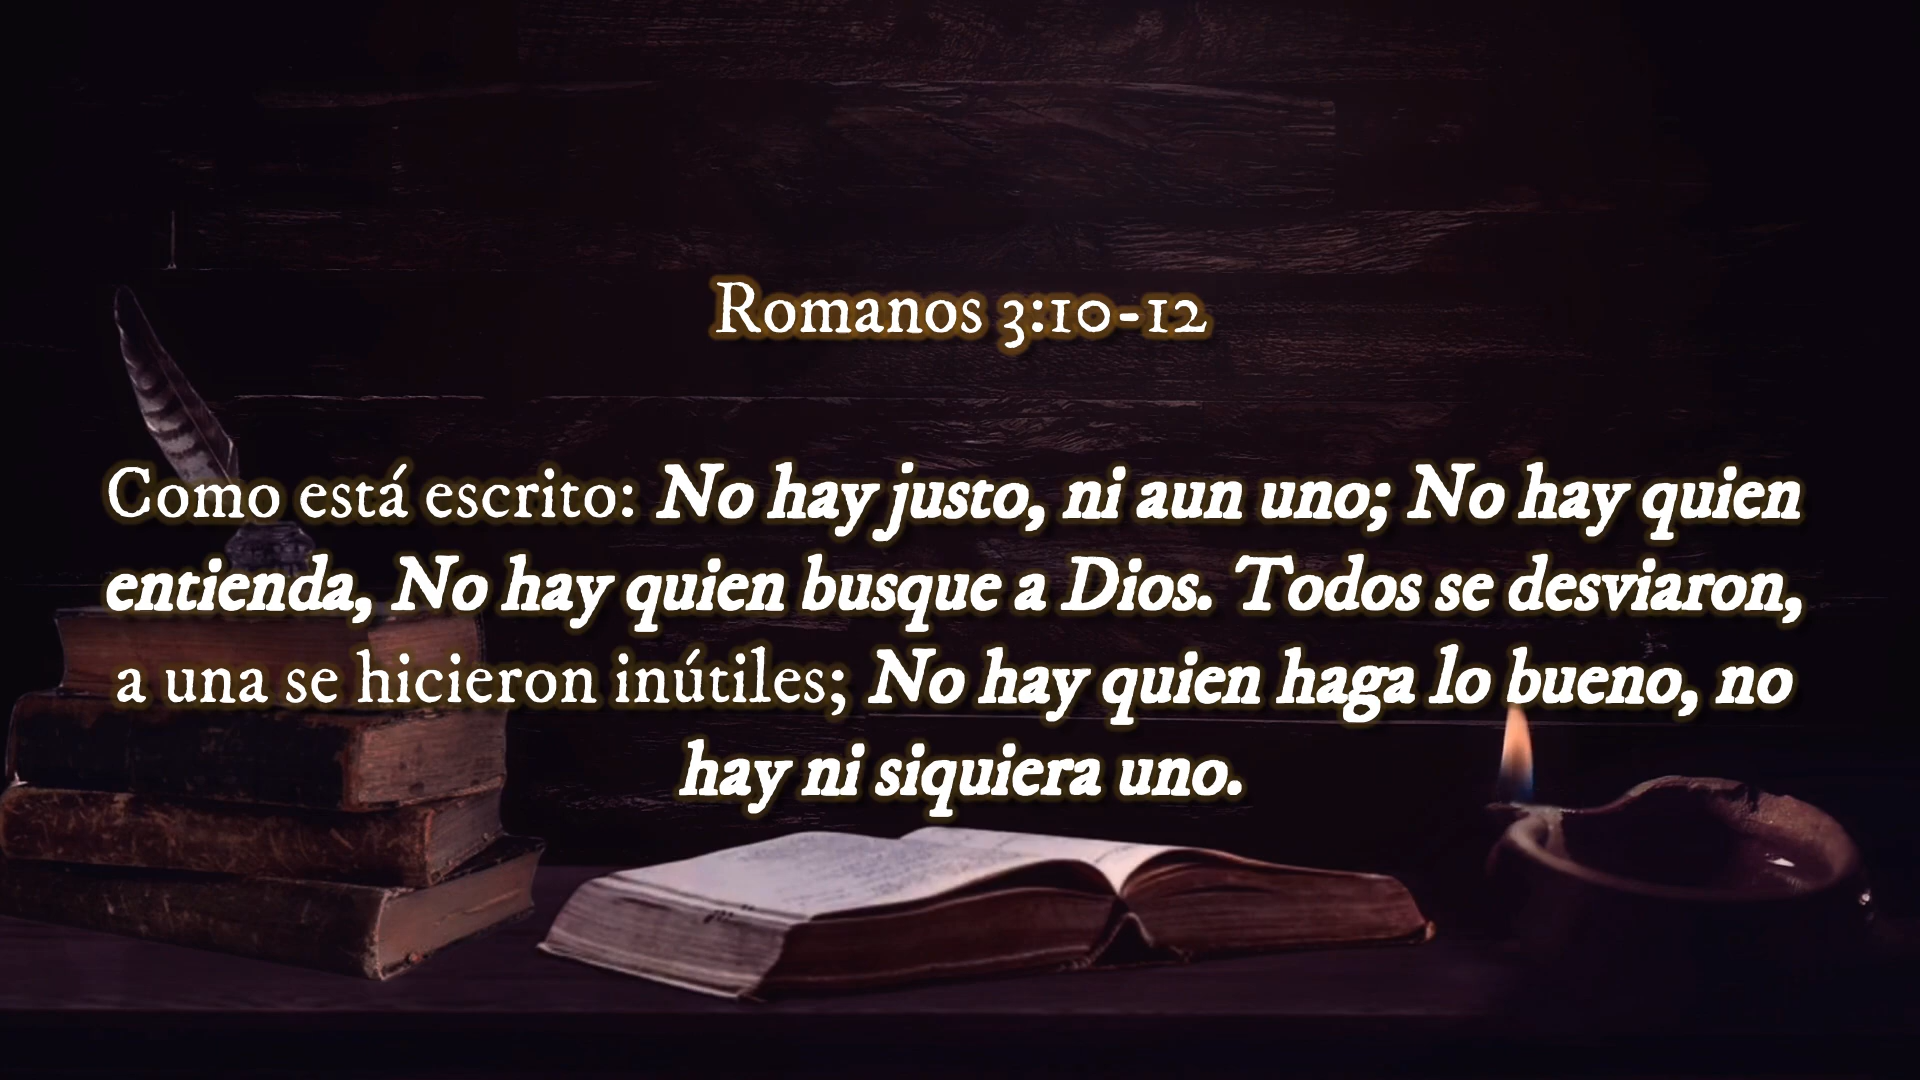 Romanos 3:10-12
Como está escrito: No hay justo, ni aun uno; No hay quien
entienda, No hay quien busque a Dios. Todos se desviaron,
a una se hicieron inútiles; No hay quien haga lo bueno, no
hay ni siquiera uno.